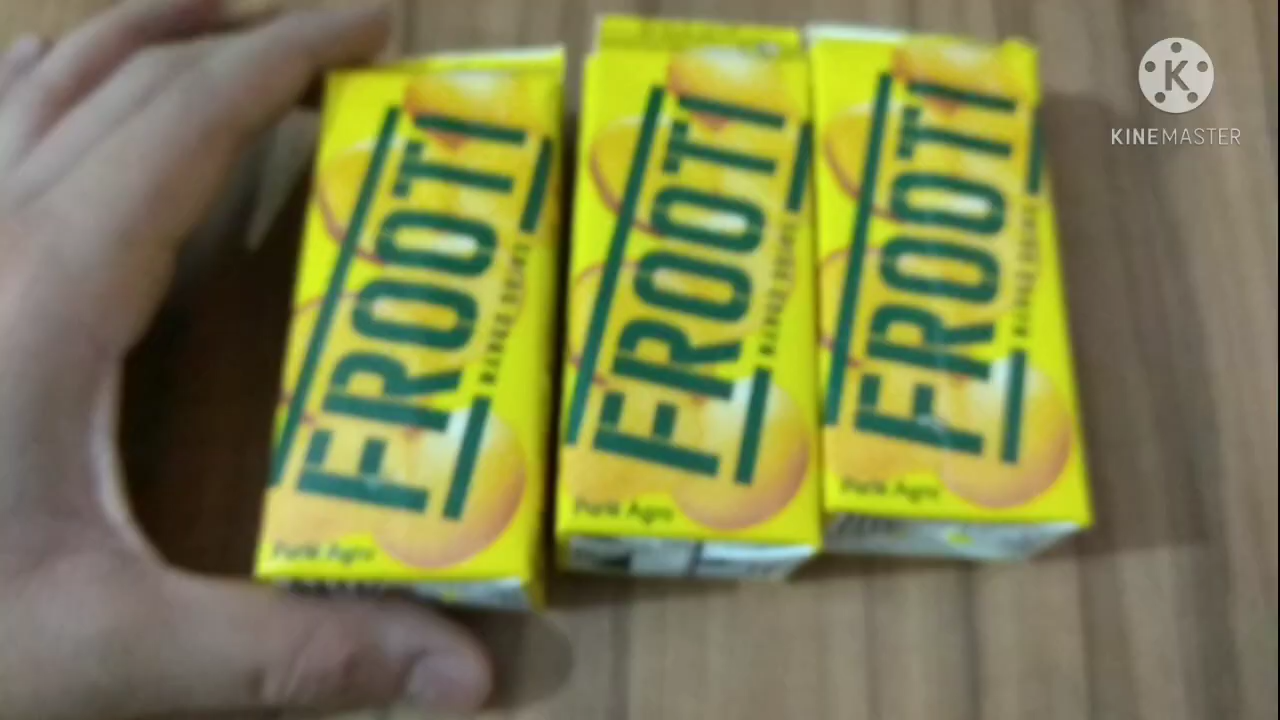 FROOTI
MANGO DRINK
Parle Agro
FROOTI
MANGO DRINK
Parle Agro
FROOTI
MANGO DRINK
Parle Agro
K
KINEMASTER